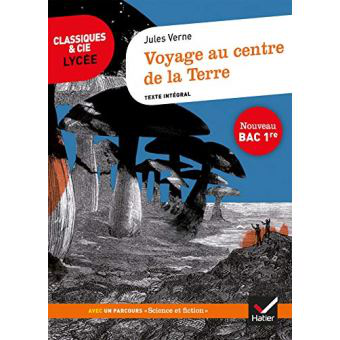 CLASSIQUES
& CIE
LYCÉE
Jules Verne
Voyage au centre
de la Terre
TEXTE INTÉGRAL
Nouveau
BAC 1re
AVEC UN PARCOURS « Science et fiction »
Hatier